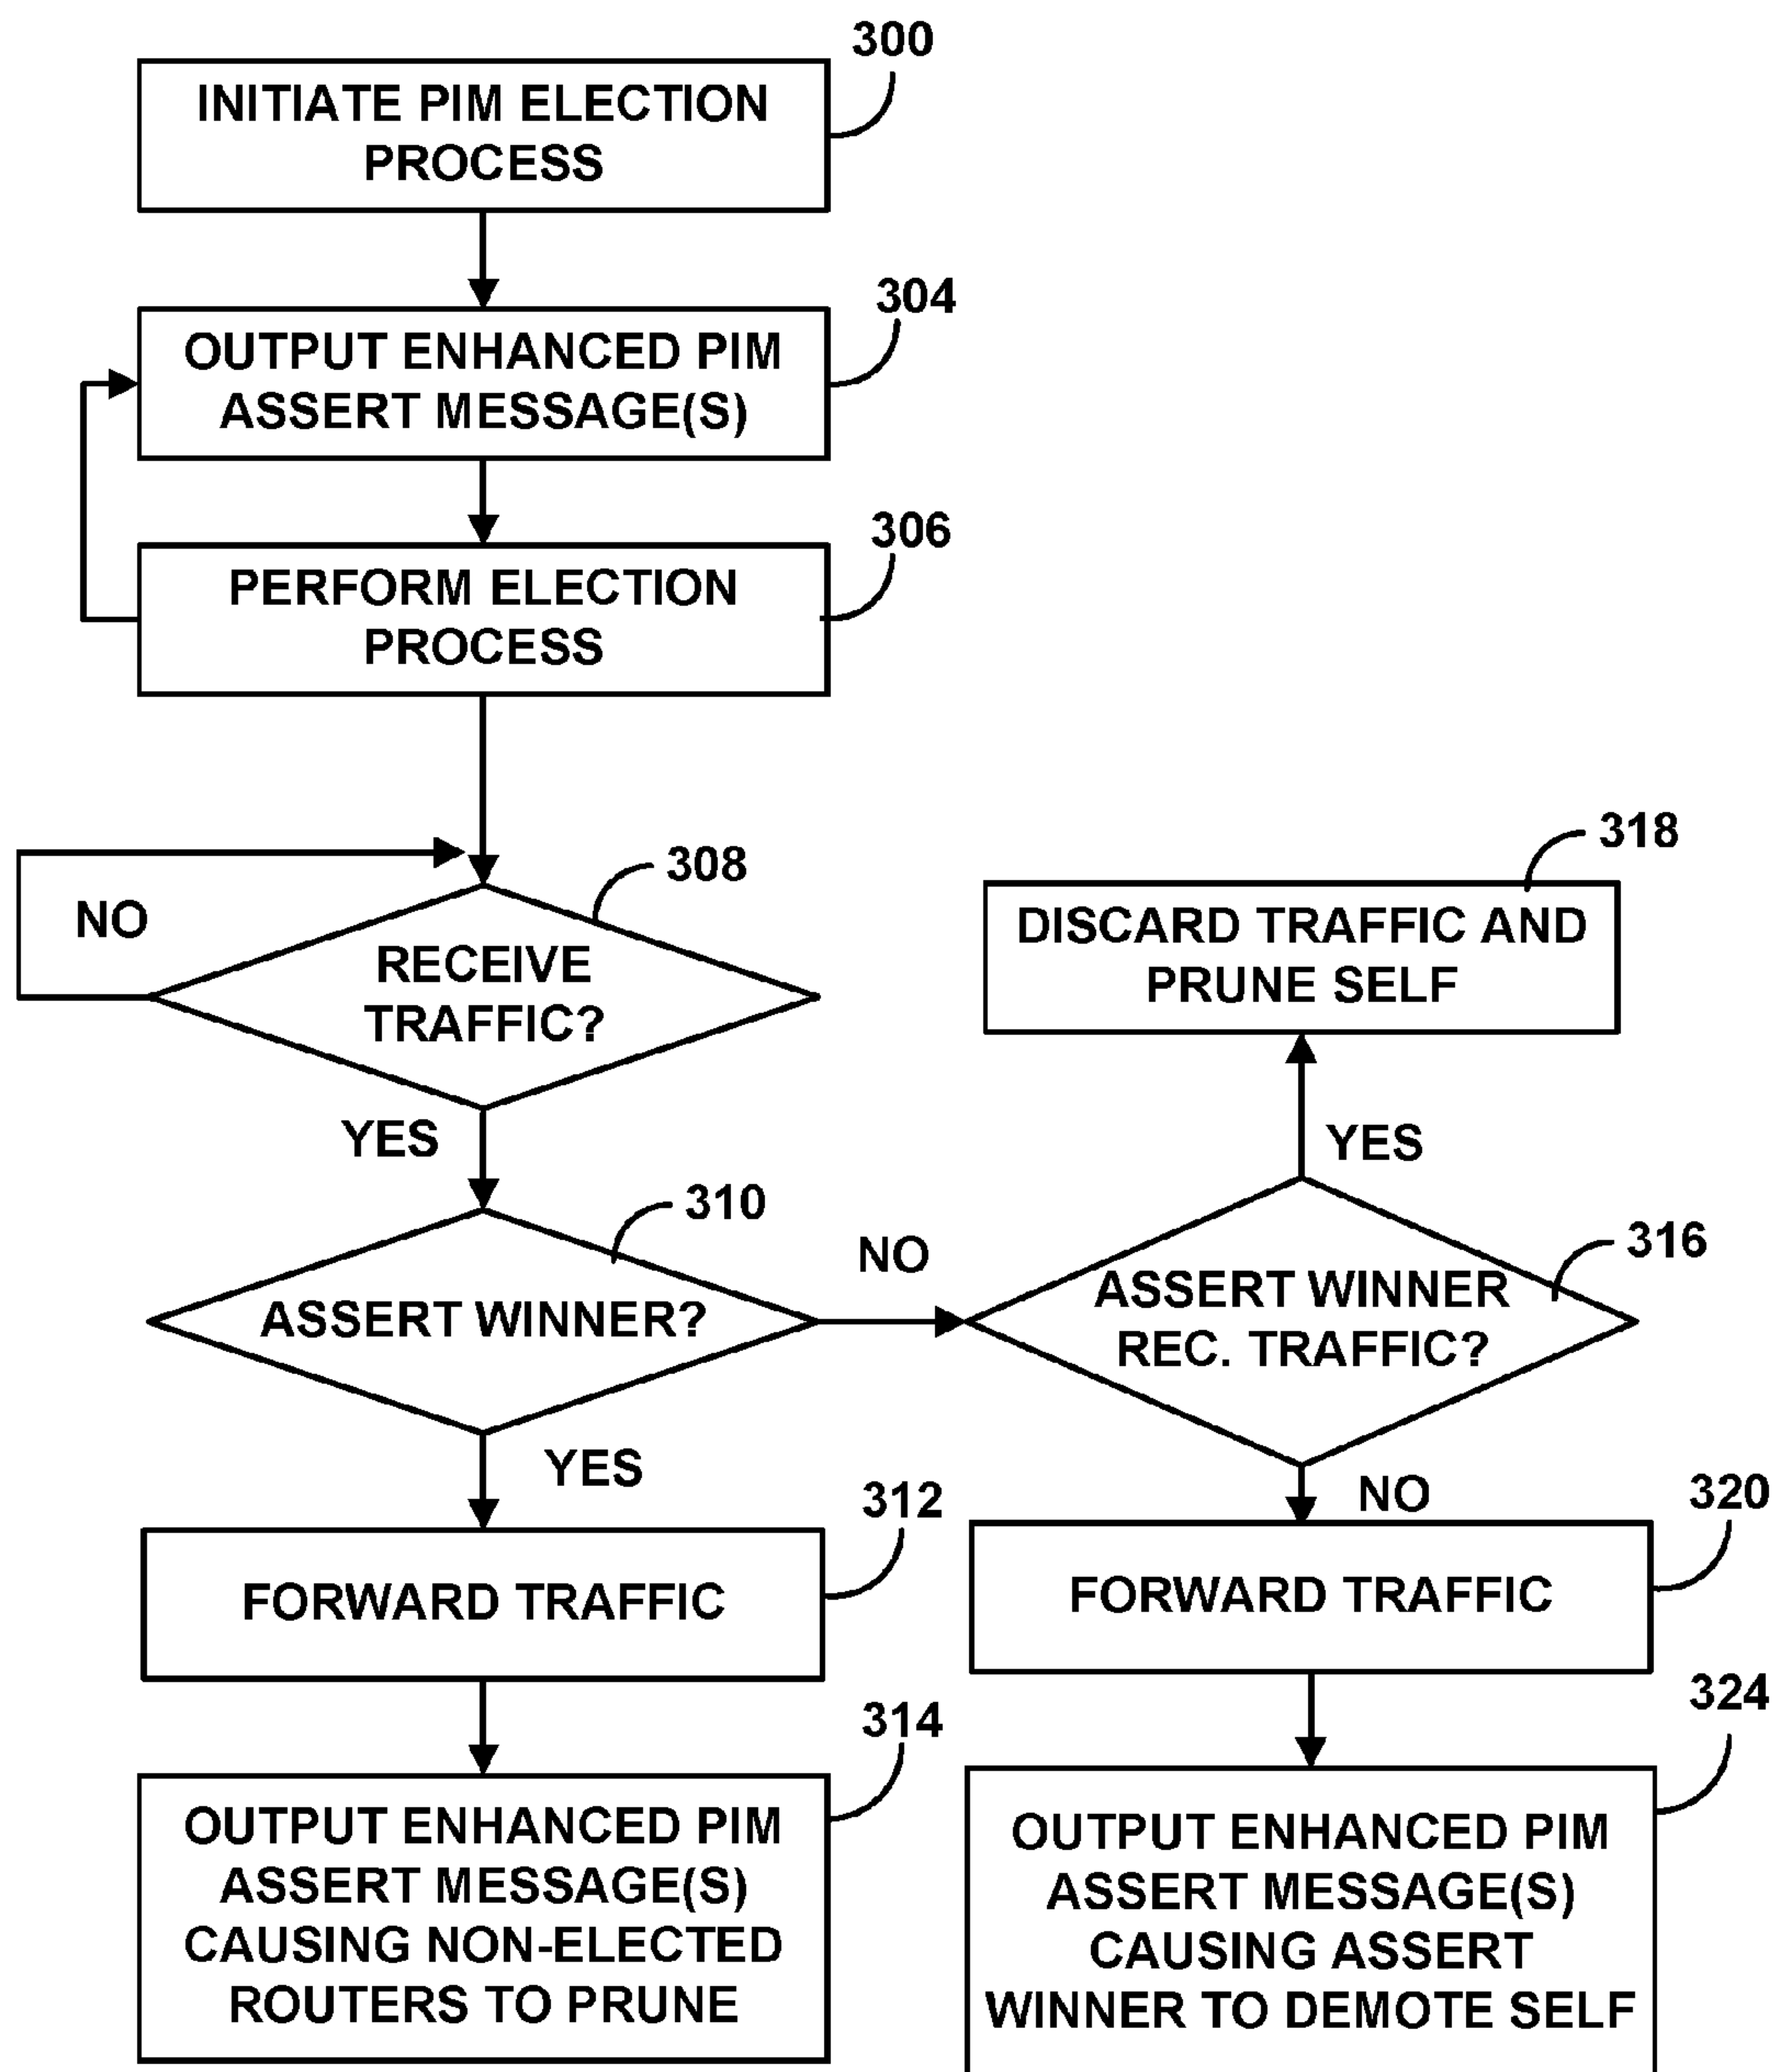 300
INITIATE PIM ELECTION
PROCESS
304
OUTPUT ENHANCED PIM
ASSERT MESSAGE(S)
306
PERFORM ELECTION
PROCESS
308
NO
RECEIVE
TRAFFIC?
YES
310
ASSERT WINNER?
NO
YES
312
FORWARD TRAFFIC
314
OUTPUT ENHANCED PIM
ASSERT MESSAGE(S)
CAUSING NON-ELECTED
ROUTERS TO PRUNE
318
DISCARD TRAFFIC AND
PRUNE SELF
YES
316
ASSERT WINNER
REC. TRAFFIC?
NO
320
FORWARD TRAFFIC
324
OUTPUT ENHANCED PIM
ASSERT MESSAGE(S)
CAUSING ASSERT
WINNER TO DEMOTE SELF